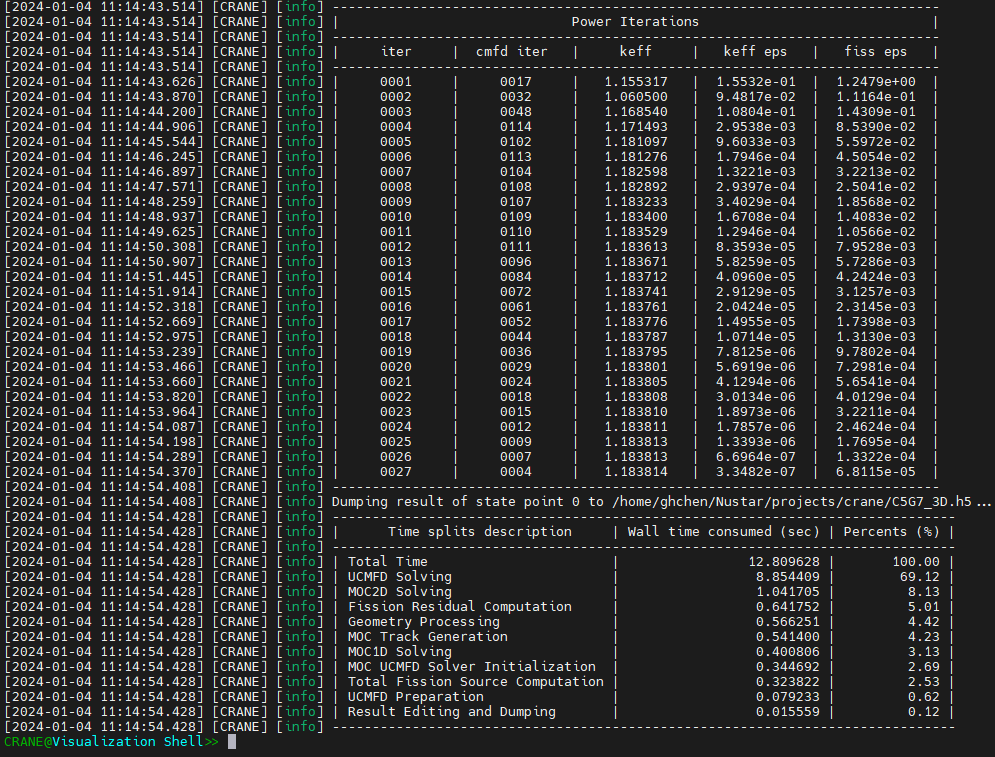 [2024-01-04 11:14:43.514] [CRANE] [info] ----------------------------------------------------------------------------
[2024-01-04 11:14:43.514] [CRANE] [info] | Power Iterations |
[2024-01-04 11:14:43.514] [CRANE] [info] ----------------------------------------------------------------------------
[2024-01-04 11:14:43.514] [CRANE] [info] | iter | cmfd iter | keff | keff eps | fiss eps |
[2024-01-04 11:14:43.514] [CRANE] [info] ----------------------------------------------------------------------------
[2024-01-04 11:14:43.626] [CRANE] [info] | 0001 | 0017 | 1.155317 | 1.5532e-01 | 1.2479e+00 |
[2024-01-04 11:14:43.870] [CRANE] [info] | 0002 | 0032 | 1.060500 | 9.4817e-02 | 1.1164e-01 |
[2024-01-04 11:14:44.200] [CRANE] [info] | 0003 | 0048 | 1.168540 | 1.0804e-01 | 1.4309e-01 |
[2024-01-04 11:14:44.906] [CRANE] [info] | 0004 | 0114 | 1.171493 | 2.9538e-03 | 8.5390e-02 |
[2024-01-04 11:14:45.544] [CRANE] [info] | 0005 | 0102 | 1.181097 | 9.6033e-03 | 5.5972e-02 |
[2024-01-04 11:14:46.245] [CRANE] [info] | 0006 | 0113 | 1.181276 | 1.7946e-04 | 4.5054e-02 |
[2024-01-04 11:14:46.897] [CRANE] [info] | 0007 | 0104 | 1.182598 | 1.3221e-03 | 3.2213e-02 |
[2024-01-04 11:14:47.571] [CRANE] [info] | 0008 | 0108 | 1.182892 | 2.9397e-04 | 2.5041e-02 |
[2024-01-04 11:14:48.259] [CRANE] [info] | 0009 | 0107 | 1.183233 | 3.4029e-04 | 1.8568e-02 |
[2024-01-04 11:14:48.937] [CRANE] [info] | 0010 | 0109 | 1.183400 | 1.6708e-04 | 1.4083e-02 |
[2024-01-04 11:14:49.625] [CRANE] [info] | 0011 | 0110 | 1.183529 | 1.2946e-04 | 1.0566e-02 |
[2024-01-04 11:14:50.308] [CRANE] [info] | 0012 | 0111 | 1.183613 | 8.3593e-05 | 7.9528e-03 |
[2024-01-04 11:14:50.907] [CRANE] [info] | 0013 | 0096 | 1.183671 | 5.8259e-05 | 5.7286e-03 |
[2024-01-04 11:14:51.445] [CRANE] [info] | 0014 | 0084 | 1.183712 | 4.0960e-05 | 4.2424e-03 |
[2024-01-04 11:14:51.914] [CRANE] [info] | 0015 | 0072 | 1.183741 | 2.9129e-05 | 3.1257e-03 |
[2024-01-04 11:14:52.318] [CRANE] [info] | 0016 | 0061 | 1.183761 | 2.0424e-05 | 2.3145e-03 |
[2024-01-04 11:14:52.669] [CRANE] [info] | 0017 | 0052 | 1.183776 | 1.4955e-05 | 1.7398e-03 |
[2024-01-04 11:14:52.975] [CRANE] [info] | 0018 | 0044 | 1.183787 | 1.0714e-05 | 1.3130e-03 |
[2024-01-04 11:14:53.239] [CRANE] [info] | 0019 | 0036 | 1.183795 | 7.8125e-06 | 9.7802e-04 |
[2024-01-04 11:14:53.466] [CRANE] [info] | 0020 | 0029 | 1.183801 | 5.6919e-06 | 7.2981e-04 |
[2024-01-04 11:14:53.660] [CRANE] [info] | 0021 | 0024 | 1.183805 | 4.1294e-06 | 5.6541e-04 |
[2024-01-04 11:14:53.820] [CRANE] [info] | 0022 | 0018 | 1.183808 | 3.0134e-06 | 4.0129e-04 |
[2024-01-04 11:14:53.964] [CRANE] [info] | 0023 | 0015 | 1.183810 | 1.8973e-06 | 3.2211e-04 |
[2024-01-04 11:14:54.087] [CRANE] [info] | 0024 | 0012 | 1.183811 | 1.7857e-06 | 2.4624e-04 |
[2024-01-04 11:14:54.198] [CRANE] [info] | 0025 | 0009 | 1.183813 | 1.3393e-06 | 1.7695e-04 |
[2024-01-04 11:14:54.289] [CRANE] [info] | 0026 | 0007 | 1.183813 | 6.6964e-07 | 1.3322e-04 |
[2024-01-04 11:14:54.370] [CRANE] [info] | 0027 | 0004 | 1.183814 | 3.3482e-07 | 6.8115e-05 |
[2024-01-04 11:14:54.408] [CRANE] [info] ----------------------------------------------------------------------------
[2024-01-04 11:14:54.408] [CRANE] [info] Dumping result of state point 0 to /home/ghchen/Nustar/projects/crane/C5G7_3D.h5 ...
[2024-01-04 11:14:54.428] [CRANE] [info] ------------------------------------------------------------------------------
[2024-01-04 11:14:54.428] [CRANE] [info] | Time splits description | Wall time consumed (sec) | Percents (%) |
[2024-01-04 11:14:54.428] [CRANE] [info] ------------------------------------------------------------------------------
[2024-01-04 11:14:54.428] [CRANE] [info] | Total Time | 12.809628 | 100.00 |
[2024-01-04 11:14:54.428] [CRANE] [info] | UCMFD Solving | 8.854409 | 69.12 |
[2024-01-04 11:14:54.428] [CRANE] [info] | MOC2D Solving | 1.041705 | 8.13 |
[2024-01-04 11:14:54.428] [CRANE] [info] | Fission Residual Computation | 0.641752 | 5.01 |
[2024-01-04 11:14:54.428] [CRANE] [info] | Geometry Processing | 0.566251 | 4.42 |
[2024-01-04 11:14:54.428] [CRANE] [info] | MOC Track Generation | 0.541400 | 4.23 |
[2024-01-04 11:14:54.428] [CRANE] [info] | MOC1D Solving | 0.400806 | 3.13 |
[2024-01-04 11:14:54.428] [CRANE] [info] | MOC UCMFD Solver Initialization | 0.344692 | 2.69 |
[2024-01-04 11:14:54.428] [CRANE] [info] | Total Fission Source Computation | 0.323822 | 2.53 |
[2024-01-04 11:14:54.428] [CRANE] [info] | UCMFD Preparation | 0.079233 | 0.62 |
[2024-01-04 11:14:54.428] [CRANE] [info] | Result Editing and Dumping | 0.015559 | 0.12 |
[2024-01-04 11:14:54.428] [CRANE] [info] ------------------------------------------------------------------------------
CRANE@Visualization Shell>>